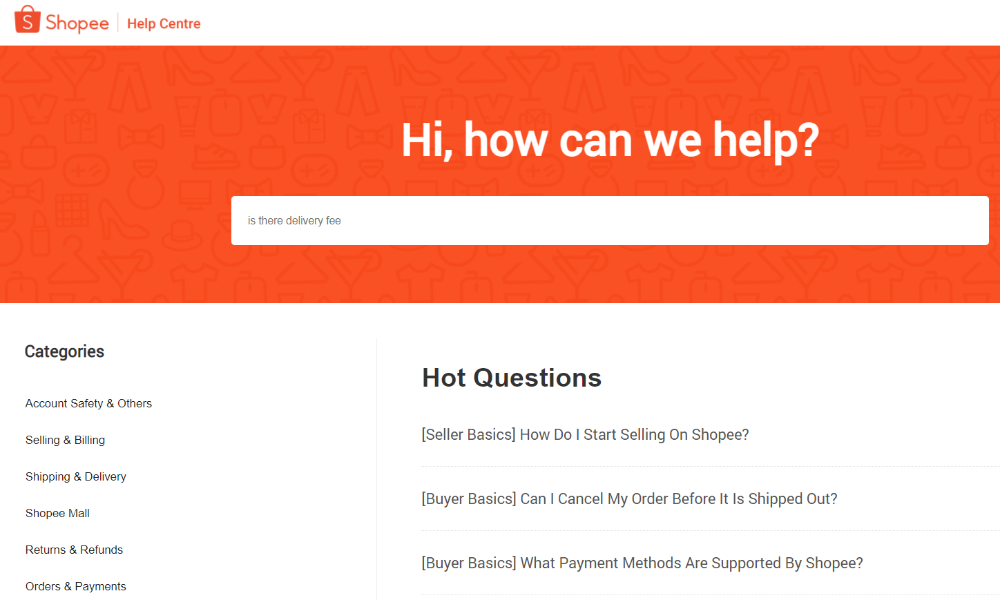 S Shopee Help Centre
Hi, how can we help?
is there delivery fee
Categories
Account Safety & Others
Selling & Billing
Shipping & Delivery
Shopee Mall
Returns & Refunds
Orders & Payments
Hot Questions
[Seller Basics] How Do I Start Selling On Shopee?
[Buyer Basics] Can I Cancel My Order Before It Is Shipped Out?
[Buyer Basics] What Payment Methods Are Supported By Shopee?